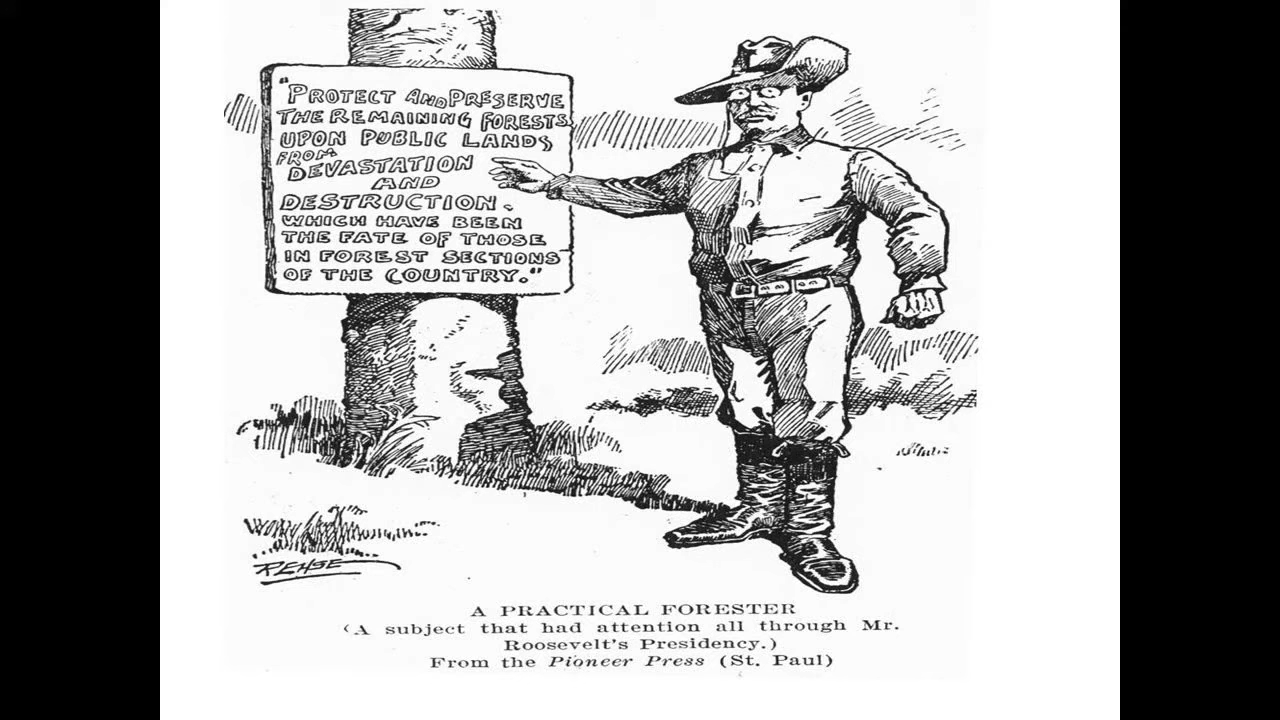 "PROTECT AND PRESERVE
THE REMAINING FORESTS
UPON PUBLIC LANDS
FROM
DEVASTATION
AND
DESTRUCTION.
WHICH HAVE BEEN
THE FATE OF THOSE
IN FOREST SECTIONS
OF THE COUNTRY."
REHSE
A PRACTICAL FORESTER
(A subject that had attention all through Mr.
Roosevelt's Presidency.)
From the Pioneer Press (St. Paul)